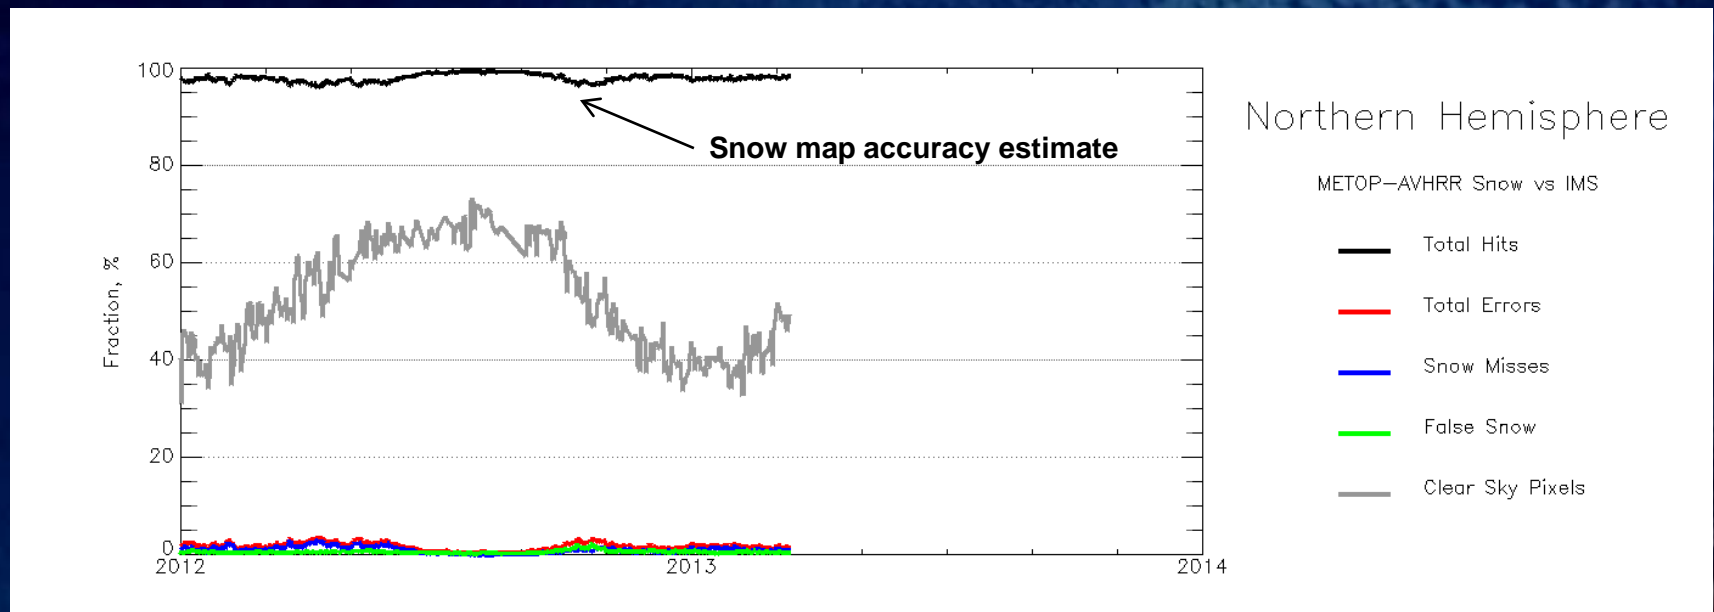 100
80
60
40
20
0
Fraction, %
2012
2013
2014
Snow map accuracy estimate
Northern Hemisphere
METOP-AVHRR Snow vs IMS
Total Hits
Total Errors
Snow Misses
False Snow
Clear Sky Pixels